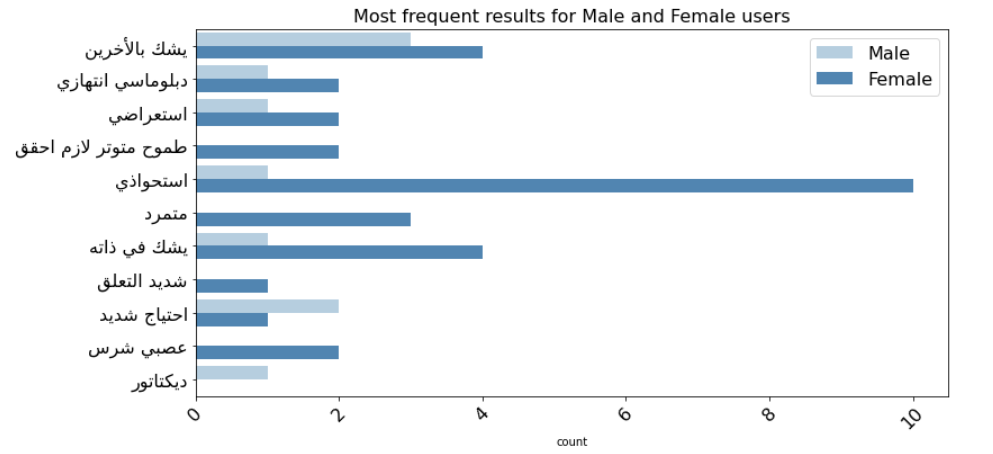 Most frequent results for Male and Female users
Male
Female
يشك بالأخرين
دبلوماسي انتهازي
استعراضي
طموح متوتر لازم احقق
استحواذي
متمرد
يشك في ذاته
شديد التعلق
احتياج شديد
عصبي شرس
ديكتاتور
0 2 4 6 8 10
count